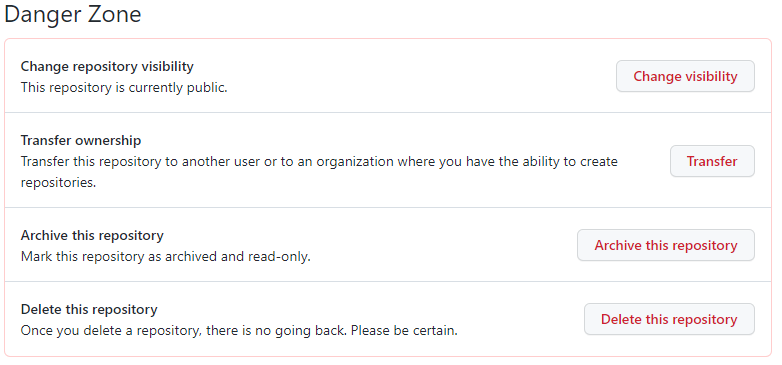 Danger Zone
Change repository visibility
This repository is currently public.
Change visibility
Transfer ownership
Transfer this repository to another user or to an organization where you have the ability to create
repositories.
Transfer
Archive this repository
Mark this repository as archived and read-only.
Archive this repository
Delete this repository
Once you delete a repository, there is no going back. Please be certain.
Delete this repository